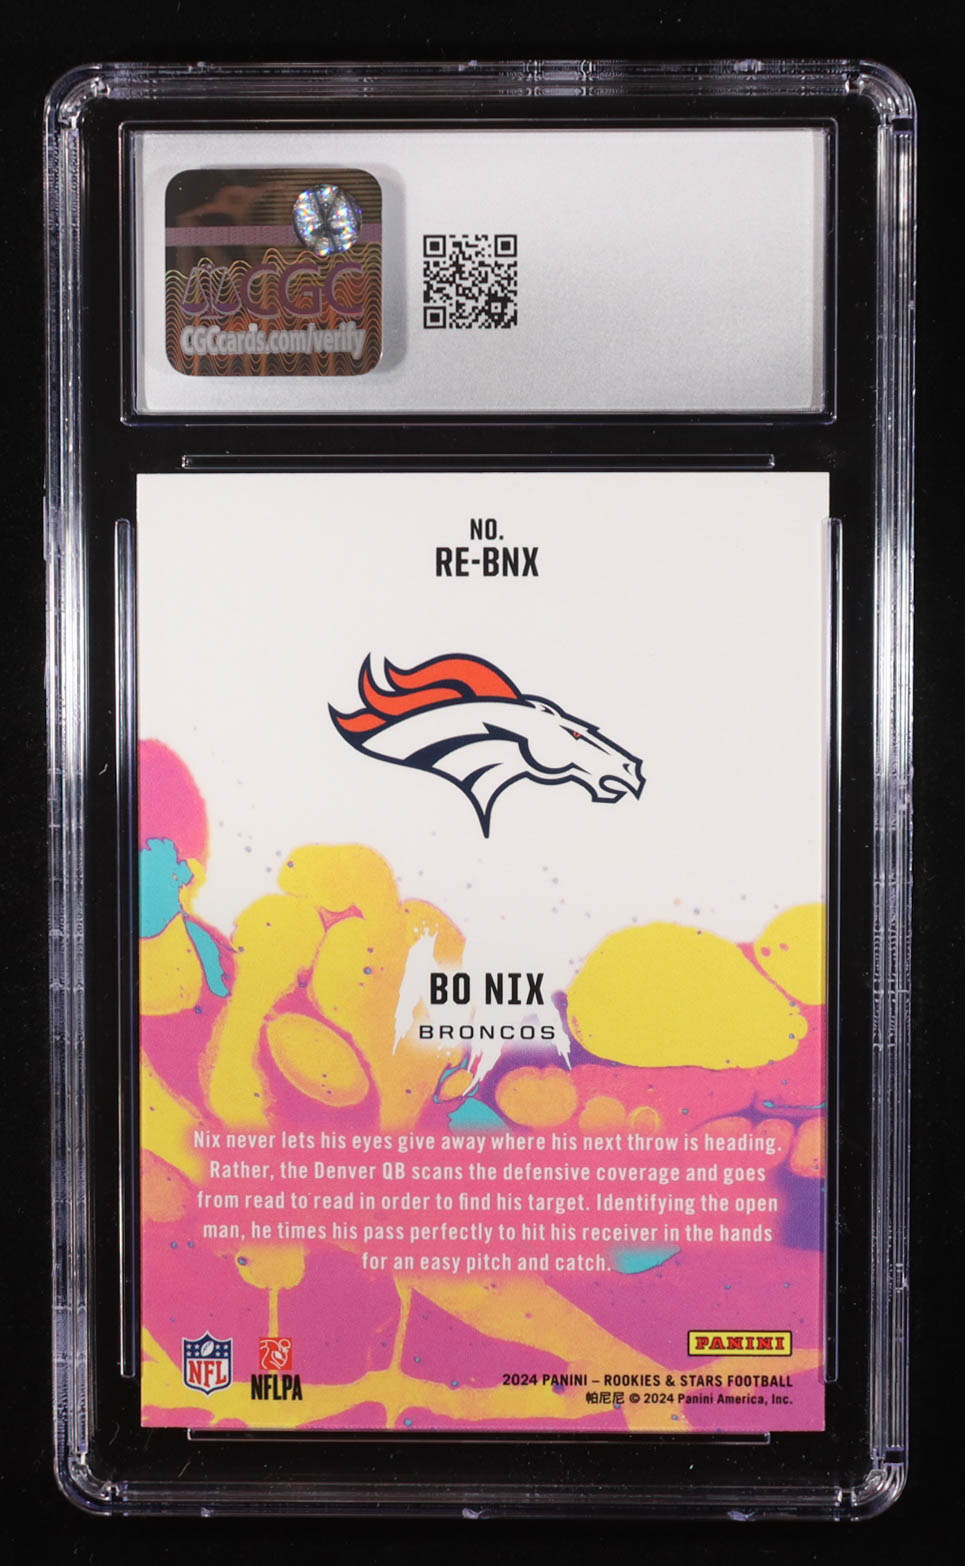 CGC
CGCcards.com/verify
NO.
RE-BNX
BO NIX
BRONCOS
Nix never lets his eyes give away where his next throw is heading.
Rather, the Denver QB scans the defensive coverage and goes
from read to read in order to find his target. Identifying the open
man, he times his pass perfectly to hit his receiver in the hands
for an easy pitch and catch.
NFL
NFLPA
PANINI
2024 PANINI – ROOKIES & STARS FOOTBALL
帕尼尼 © 2024 Panini America, Inc.